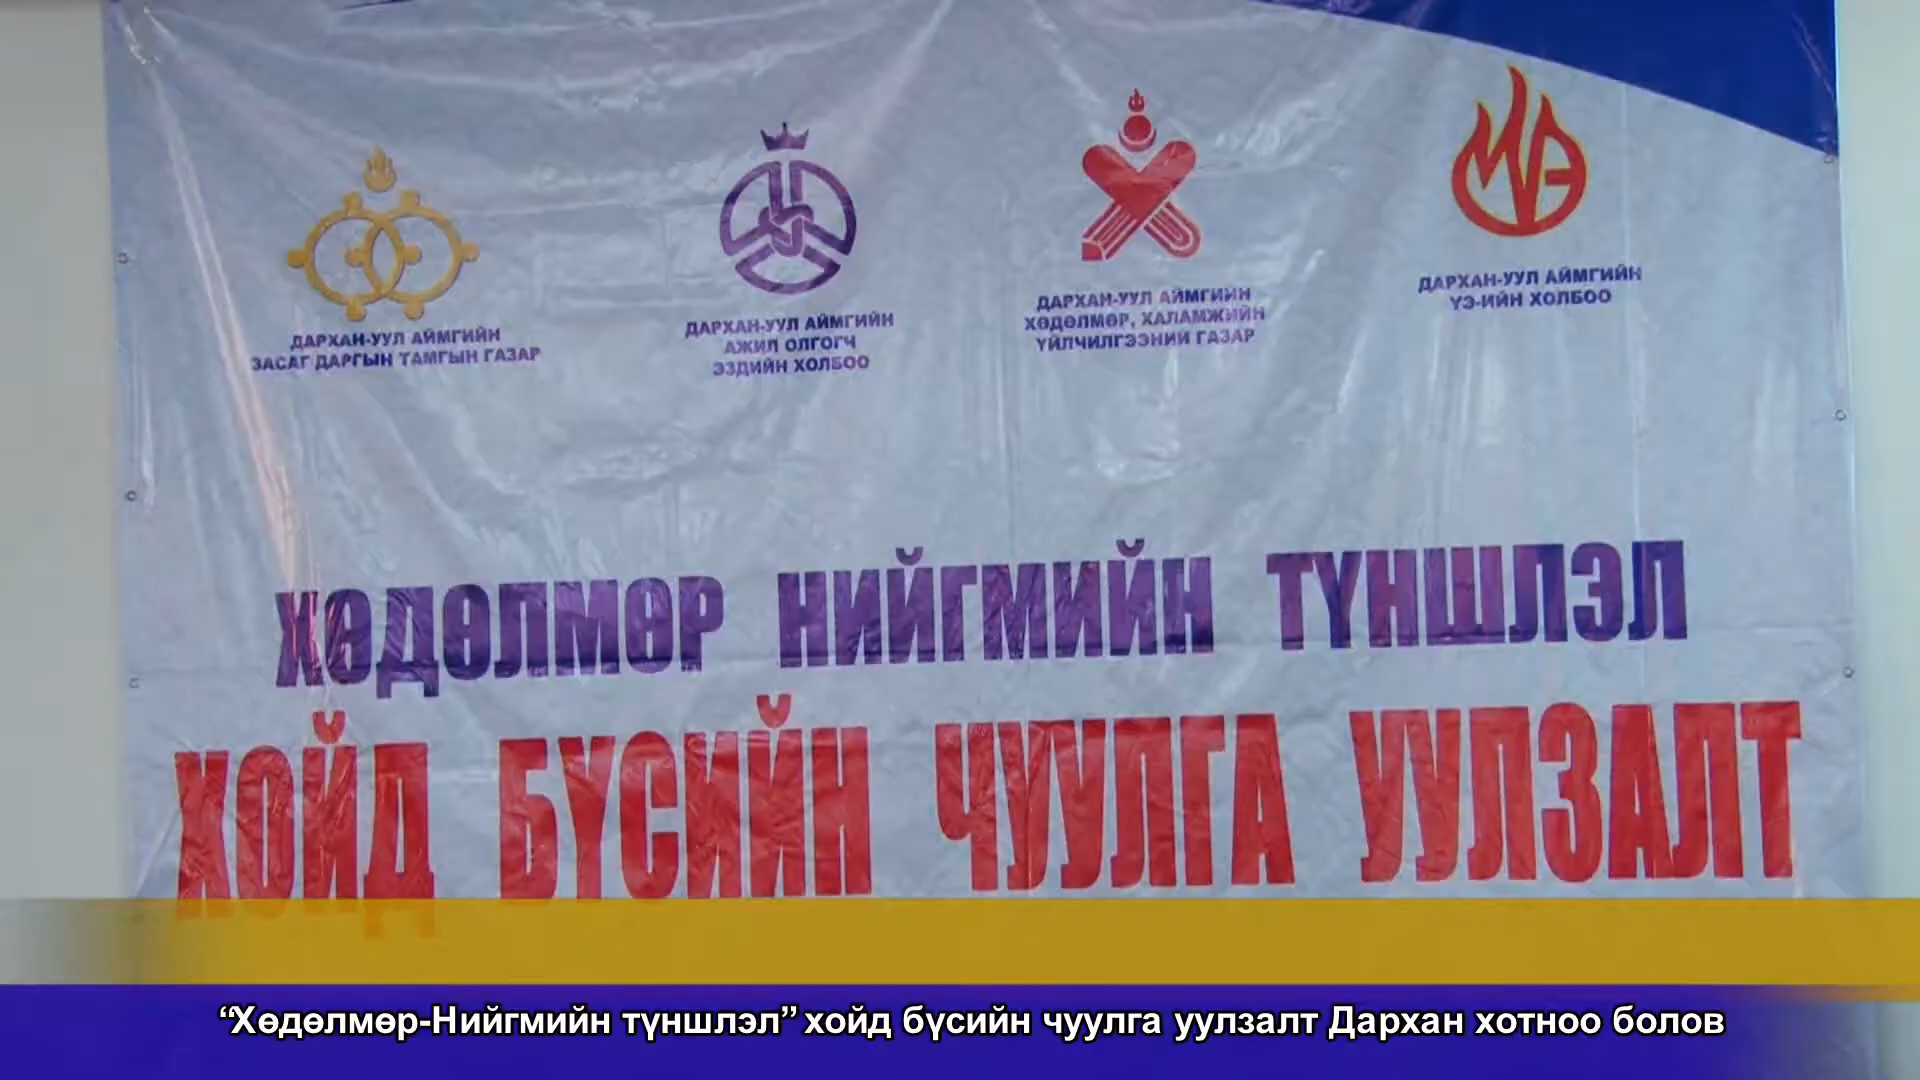 ДАРХАН-УУЛ АЙМГИЙН
ЗАСАГ ДАРГЫН ТАМГЫН ГАЗАР
ДАРХАН-УУЛ АЙМГИЙН
АЖИЛ ОЛГОГЧ
ЭЗДИЙН ХОЛБОО
ДАРХАН-УУЛ АЙМГИЙН
ХӨДӨЛМӨР, ХАЛАМЖИЙН
ҮЙЛЧИЛГЭЭНИЙ ГАЗАР
МҮЭ
ДАРХАН-УУЛ АЙМГИЙН
ҮЭ-ИЙН ХОЛБОО
ХӨДӨЛМӨР НИЙГМИЙН ТҮНШЛЭЛ
ХОЙД БҮСИЙН ЧУУЛГА УУЛЗАЛТ
“Хөдөлмөр-Нийгмийн түншлэл” хойд бүсийн чуулга уулзалт Дархан хотноо болов